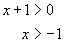 x + 1 > 0
x > −1